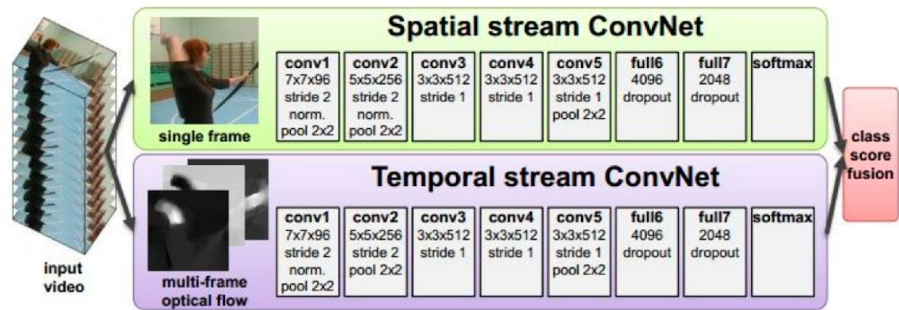 Spatial stream ConvNet
conv1
7x7x96
stride 2
norm.
pool 2x2
conv2
5x5x256
stride 2
norm.
pool 2x2
conv3
3x3x512
stride 1
conv4
3x3x512
stride 1
conv5
3x3x512
stride 1
pool 2x2
full6
4096
dropout
full7
2048
dropout
softmax
single frame
Temporal stream ConvNet
conv1
7x7x96
stride 2
norm.
pool 2x2
conv2
5x5x256
stride 2
pool 2x2
conv3
3x3x512
stride 1
conv4
3x3x512
stride 1
conv5
3x3x512
stride 1
pool 2x2
full6
4096
dropout
full7
2048
dropout
softmax
multi-frame
optical flow
input
video
class
score
fusion